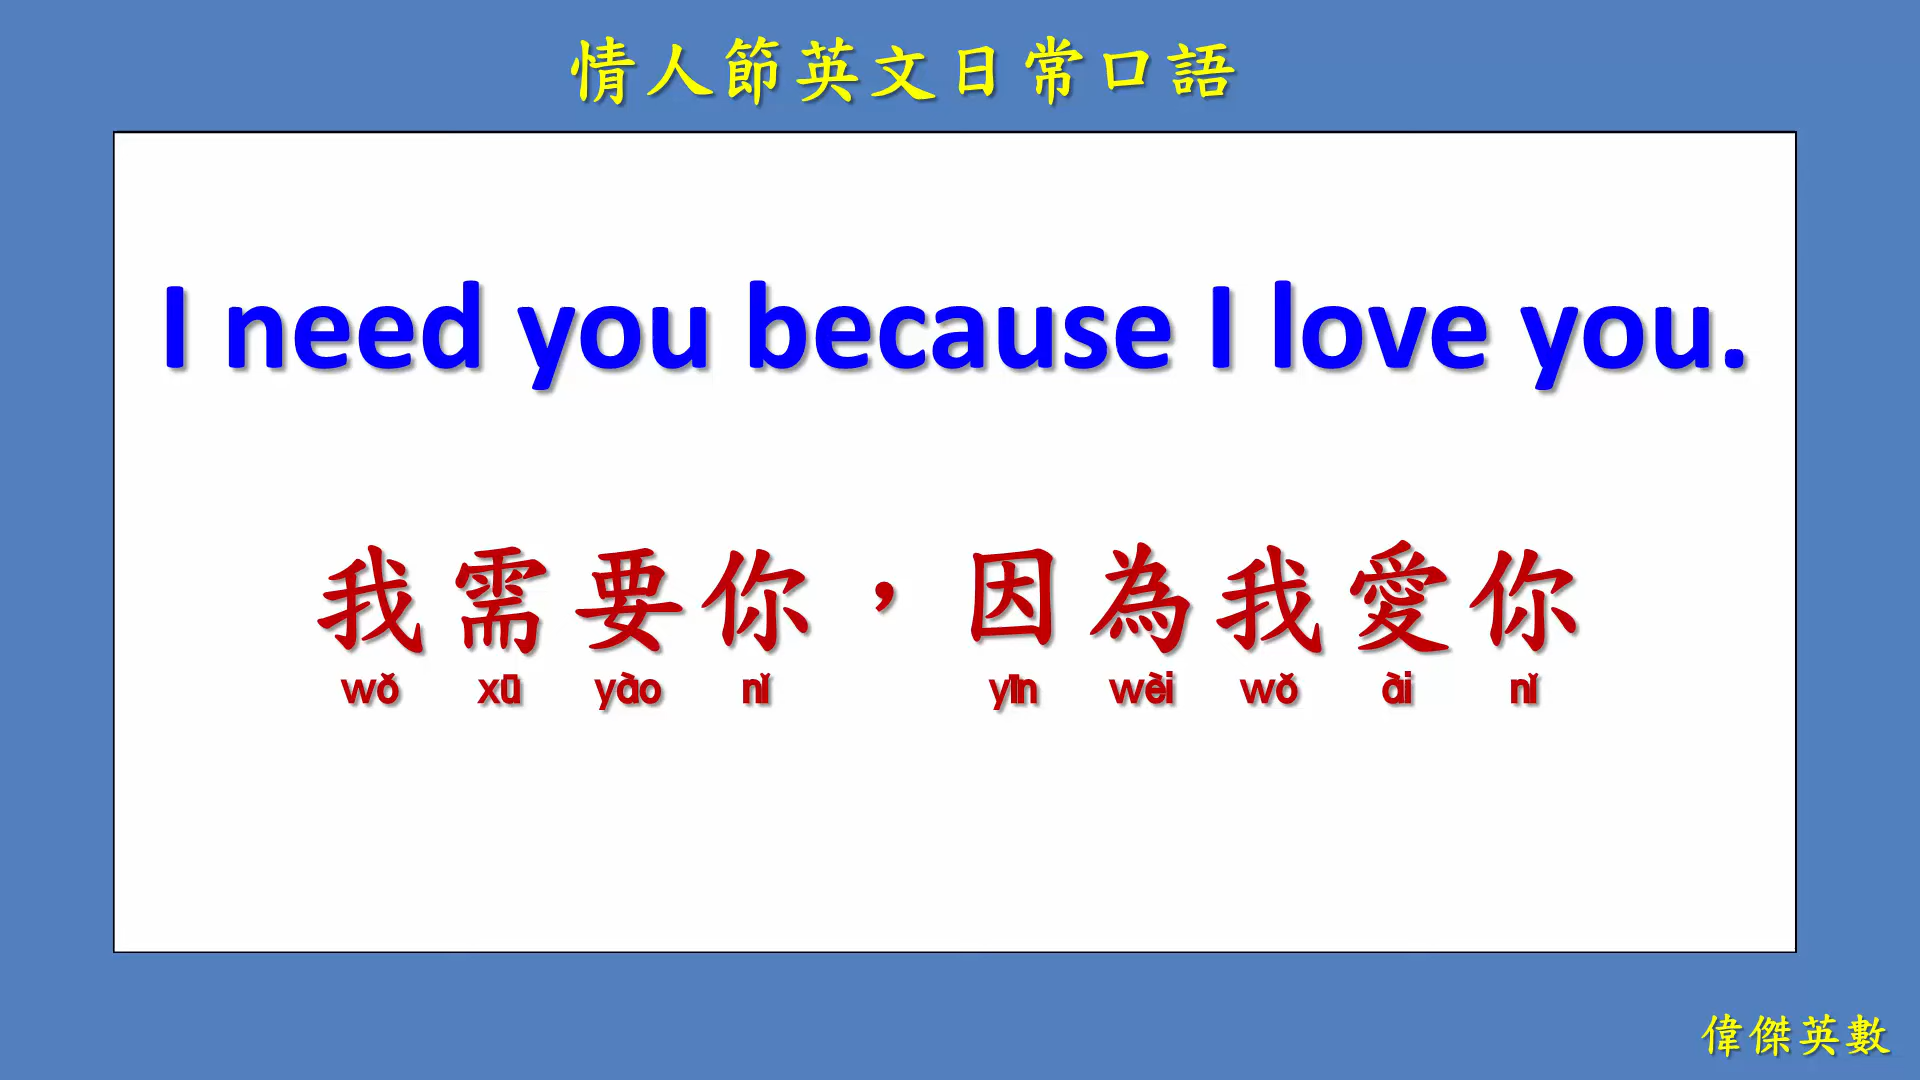 情人節英文日常口語
I need you because I love you.
我需要你，因為我愛你
wǒ xū yào nǐ yīn wèi wǒ ài nǐ
偉傑英數